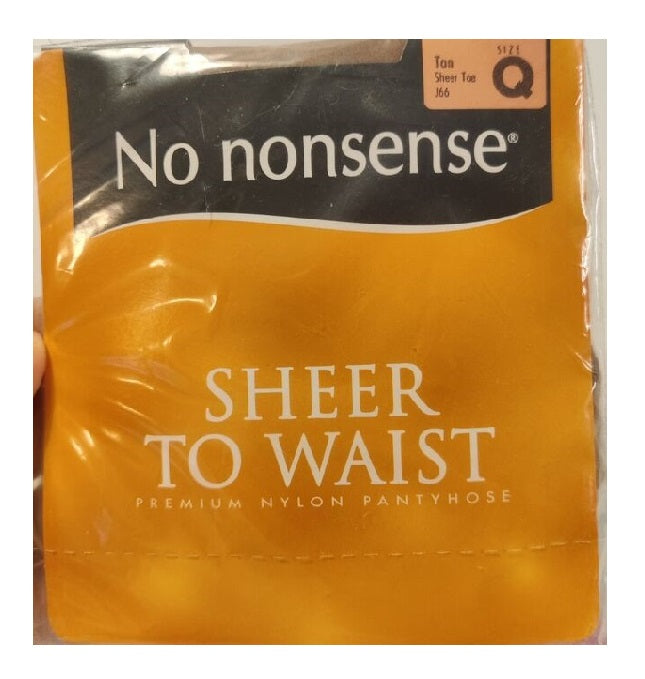 SIZE
Tan
Sheer Toe
J66
Q
No nonsense®
SHEER
TO WAIST
PREMIUM NYLON PANTYHOSE